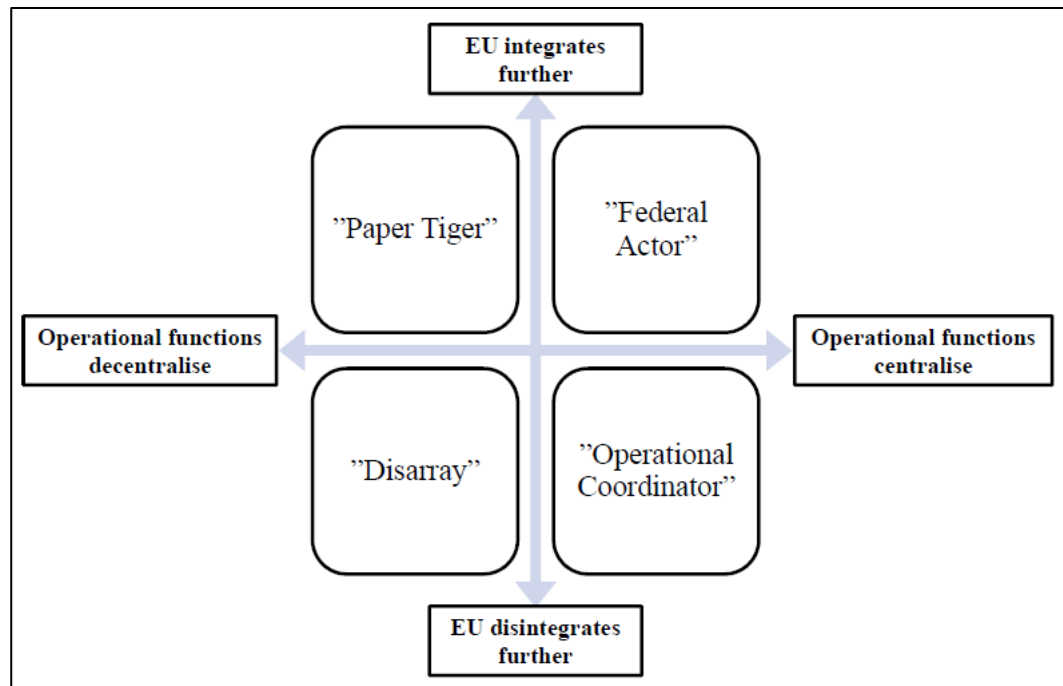 EU integrates
further
”Paper Tiger”
”Federal
Actor”
Operational functions
decentralise
Operational functions
centralise
”Disarray”
”Operational
Coordinator”
EU disintegrates
further